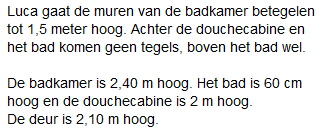 Luca gaat de muren van de badkamer betegelen
tot 1,5 meter hoog. Achter de douchecabine en
het bad komen geen tegels, boven het bad wel.

De badkamer is 2,40 m hoog. Het bad is 60 cm
hoog en de douchecabine is 2 m hoog.
De deur is 2,10 m hoog.